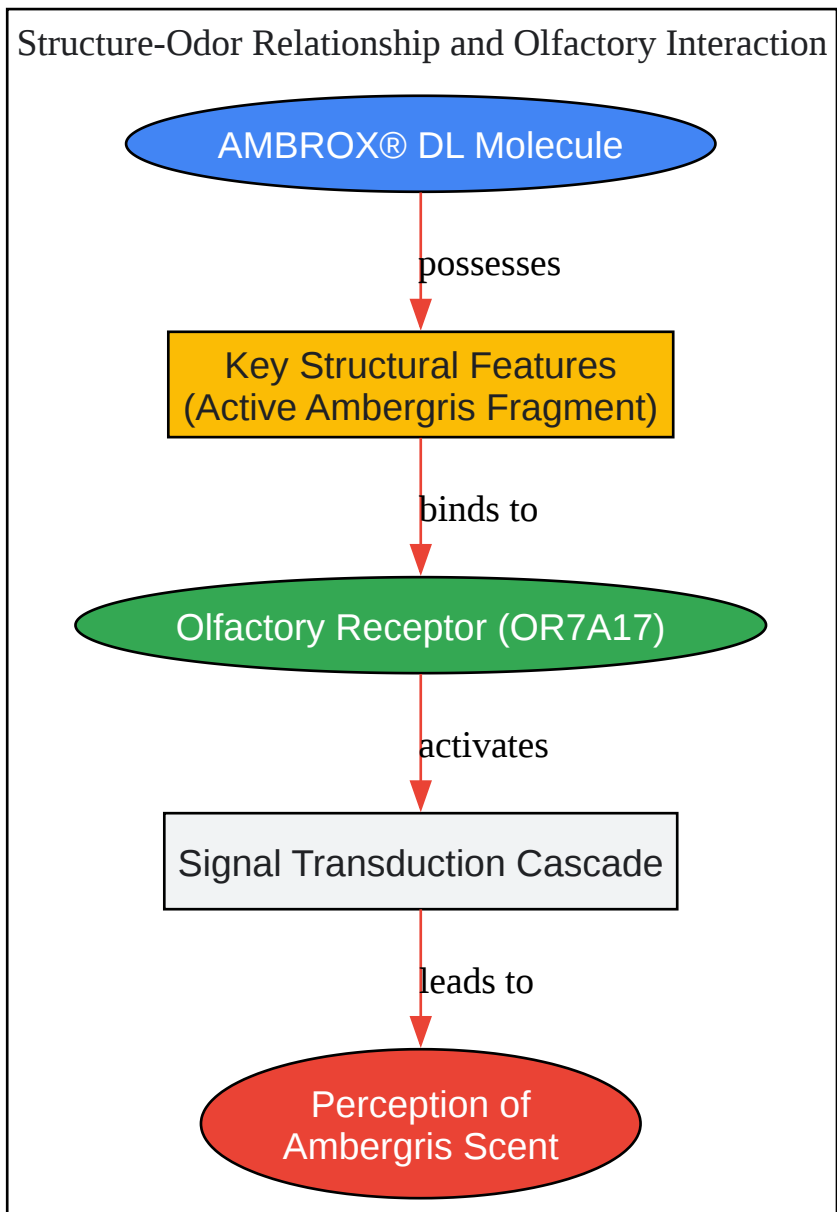 Structure-Odor Relationship and Olfactory Interaction
AMBROX® DL Molecule
possesses
Key Structural Features
(Active Ambergris Fragment)
binds to
Olfactory Receptor (OR7A17)
activates
Signal Transduction Cascade
leads to
Perception of
Ambergris Scent